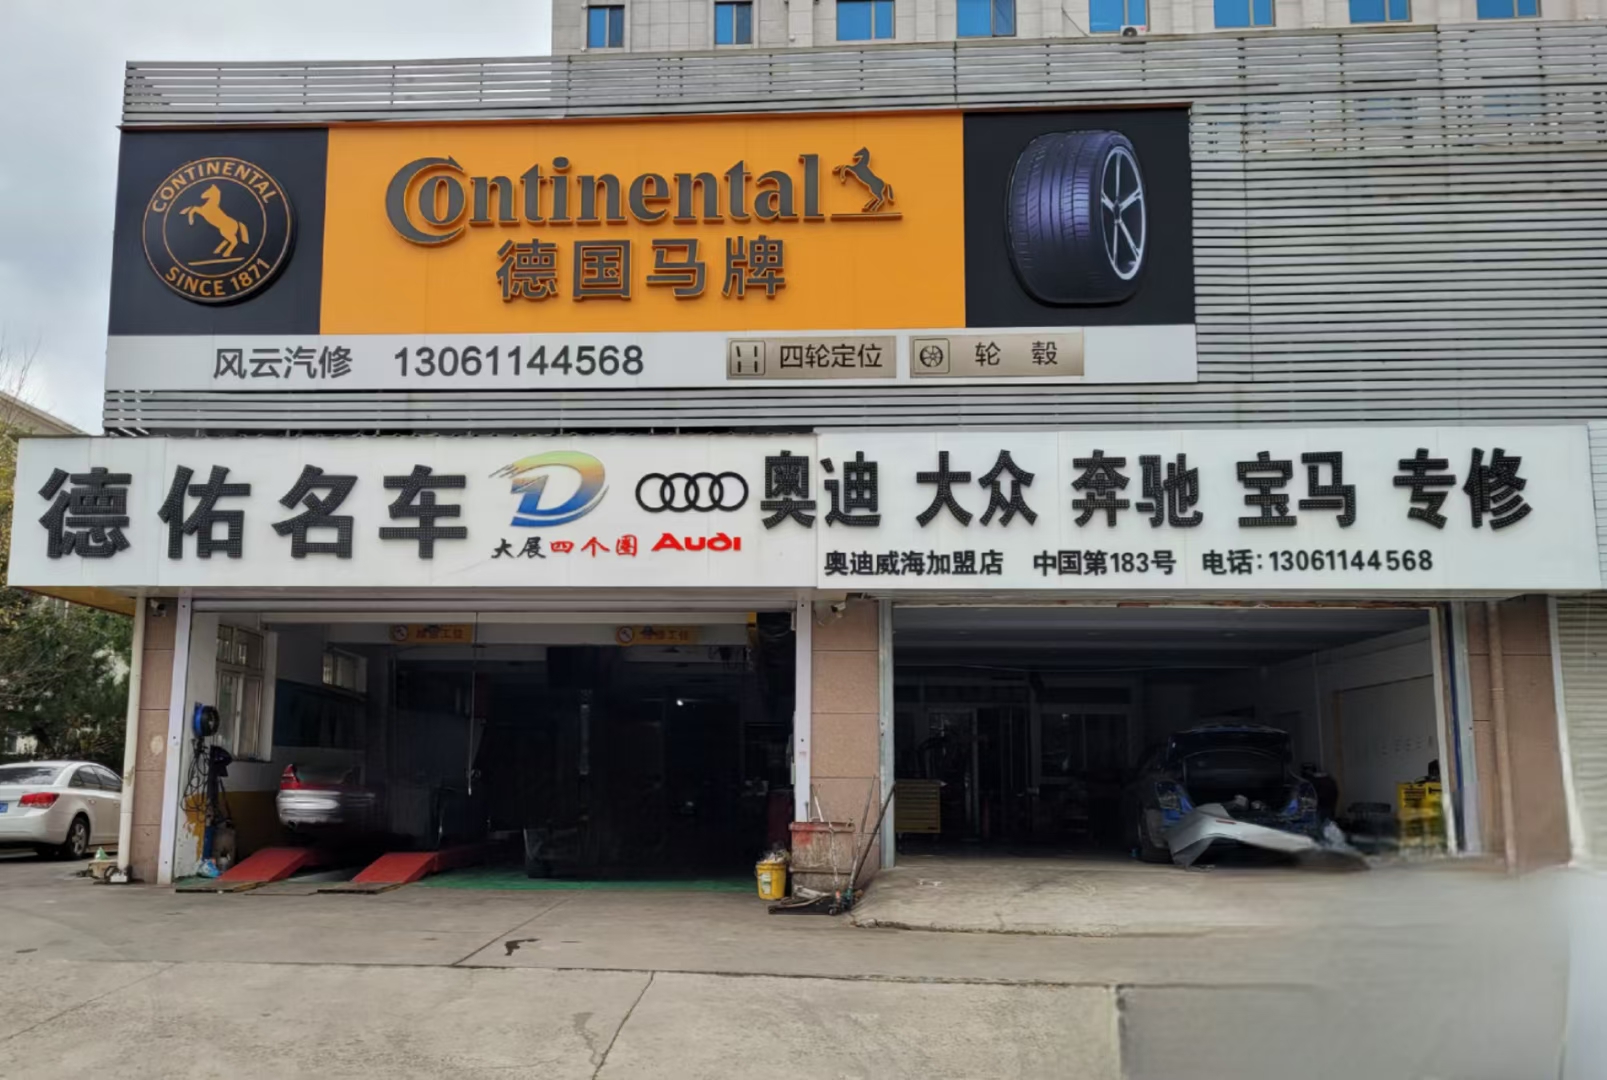 CONTINENTAL
SINCE 1871
Continental
德国马牌
风云汽修 13061144568 四轮定位 轮毂
德佑名车 奥迪 大众 奔驰 宝马 专修
大展四个圈 Audi
奥迪威海加盟店 中国第183号 电话:13061144568